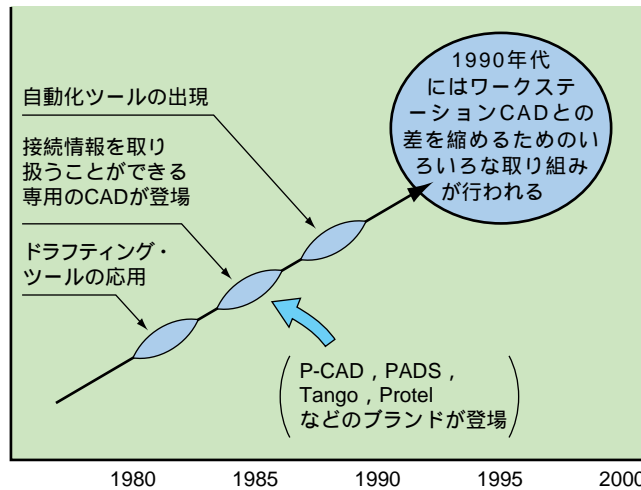 1990年代
にはワークステ
ーションCADとの
差を縮めるためのい
ろいろな取り組み
が行われる
自動化ツールの出現
接続情報を取り
扱うことができる
専用のCADが登場
ドラフティング・
ツールの応用
P-CAD，PADS，
Tango，Protel
などのブランドが登場
1980 1985 1990 1995 2000